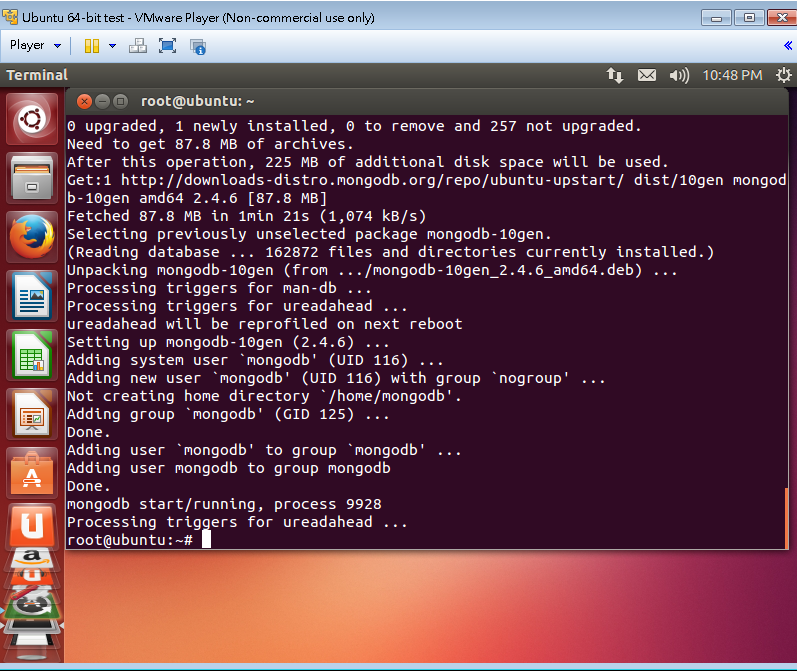 Ubuntu 64-bit test - VMware Player (Non-commercial use only)
Player
Terminal
10:48 PM
root@ubuntu: ~
0 upgraded, 1 newly installed, 0 to remove and 257 not upgraded.
Need to get 87.8 MB of archives.
After this operation, 225 MB of additional disk space will be used.
Get:1 http://downloads-distro.mongodb.org/repo/ubuntu-upstart/ dist/10gen mongod
b-10gen amd64 2.4.6 [87.8 MB]
Fetched 87.8 MB in 1min 21s (1,074 kB/s)
Selecting previously unselected package mongodb-10gen.
(Reading database ... 162872 files and directories currently installed.)
Unpacking mongodb-10gen (from .../mongodb-10gen_2.4.6_amd64.deb) ...
Processing triggers for man-db ...
Processing triggers for ureadahead ...
ureadahead will be reprofiled on next reboot
Setting up mongodb-10gen (2.4.6) ...
Adding system user `mongodb' (UID 116) ...
Adding new user `mongodb' (UID 116) with group `nogroup' ...
Not creating home directory `/home/mongodb'.
Adding group `mongodb' (GID 125) ...
Done.
Adding user `mongodb' to group `mongodb' ...
Adding user mongodb to group mongodb
Done.
mongodb start/running, process 9928
Processing triggers for ureadahead ...
root@ubuntu:~#